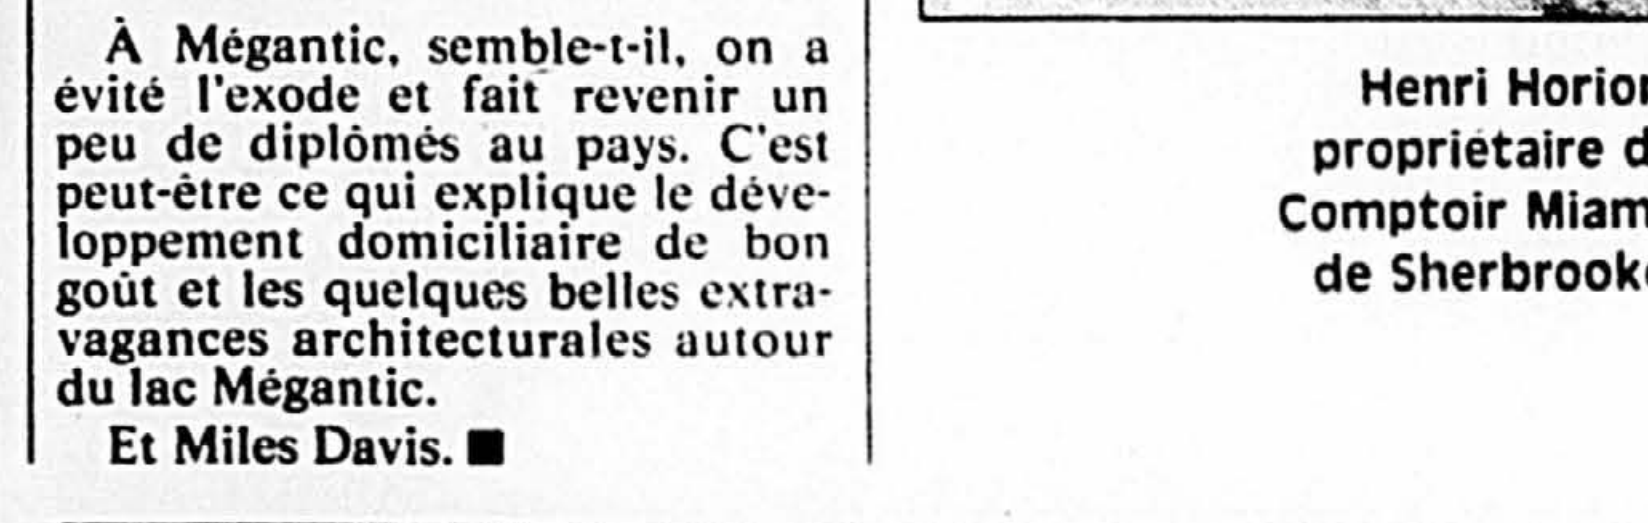 À Mégantic, semble-t-il, on a
évité l'exode et fait revenir un
peu de diplômés au pays. C'est
peut-être ce qui explique le déve-
loppement domiciliaire de bon
goût et les quelques belles extra-
vagances architecturales autour
du lac Mégantic.
Et Miles Davis. ■
Henri Horion
propriétaire d
Comptoir Miam
de Sherbrooke